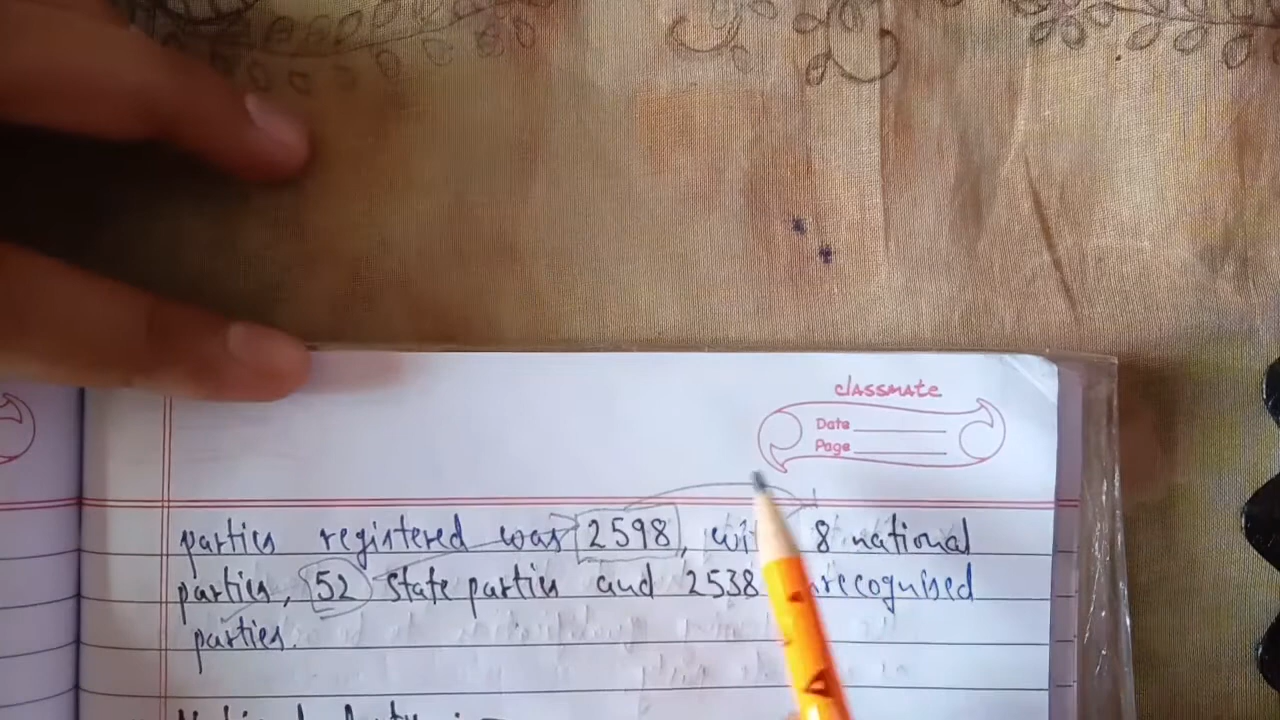 classmate
Date
Page
parties registered was 2598, 8 national
parties, 52 state parties and 2538
parties.